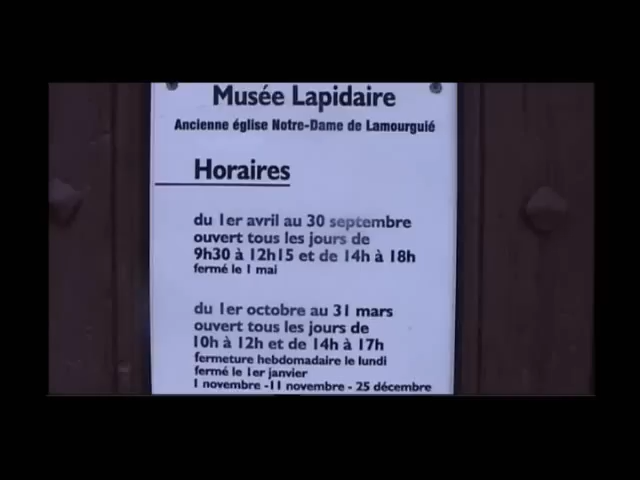 Musée Lapidaire
Ancienne église Notre-Dame de Lamourguié
Horaires
du 1er avril au 30 septembre
ouvert tous les jours de
9h30 à 12h15 et de 14h à 18h
fermé le 1 mai
du 1er octobre au 31 mars
ouvert tous les jours de
10h à 12h et de 14h à 17h
fermeture hebdomadaire le lundi
fermé le 1er janvier
1 novembre -11 novembre - 25 décembre